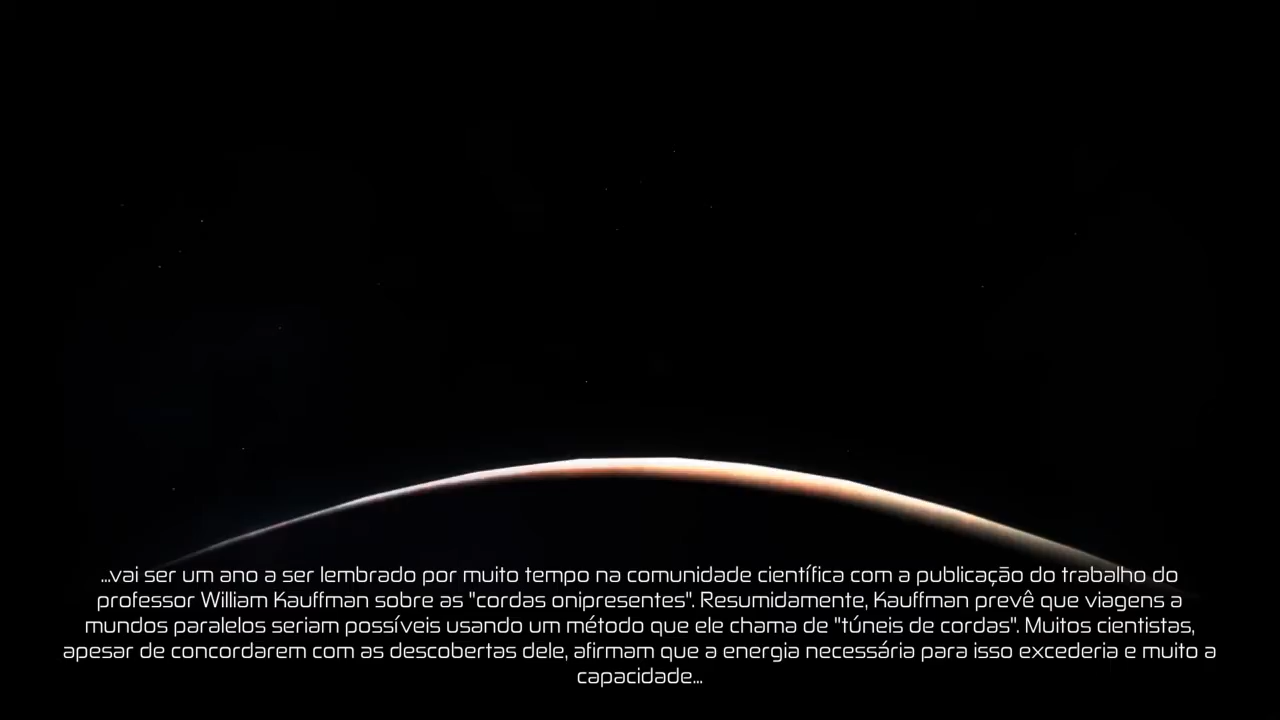 ...vai ser um ano a ser lembrado por muito tempo na comunidade científica com a publicação do trabalho do
professor William Kauffman sobre as "cordas onipresentes". Resumidamente, Kauffman prevê que viagens a
mundos paralelos seriam possíveis usando um método que ele chama de "túneis de cordas". Muitos cientistas,
apesar de concordarem com as descobertas dele, afirmam que a energia necessária para isso excederia e muito a
capacidade...